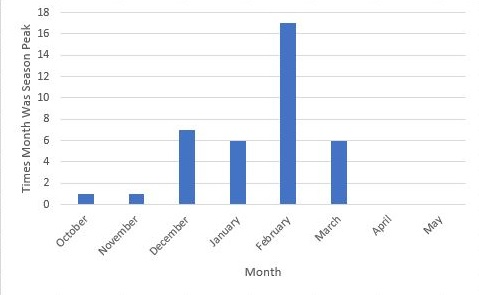 18
16
14
12
10
8
6
4
2
0
Times Month Was Season Peak
October
November
December
January
February
March
April
May
Month